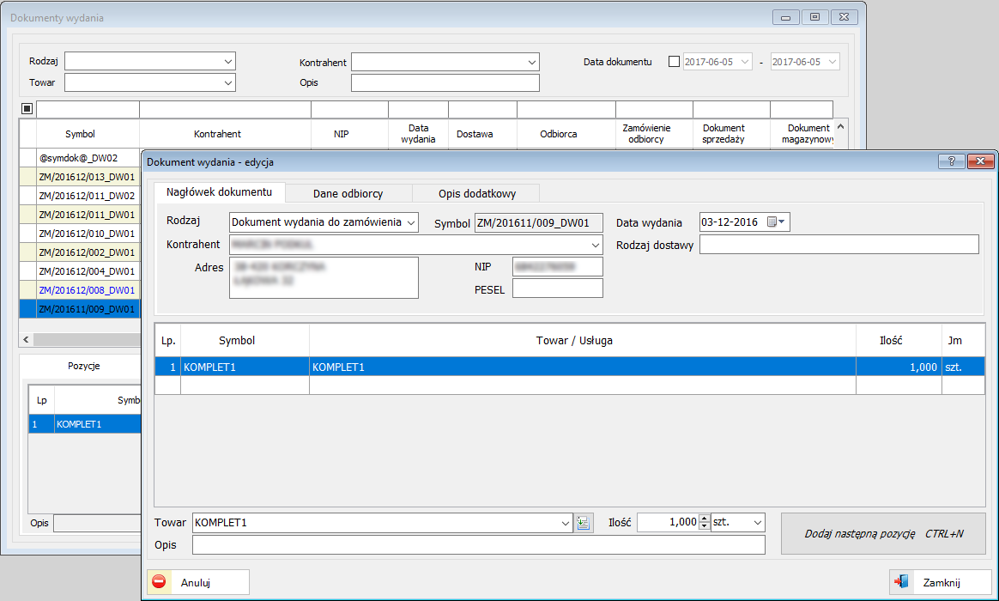 Dokumenty wydania
Rodzaj
Kontrahent
Data dokumentu 2017-06-05 - 2017-06-05
Towar
Opis
Symbol Kontrahent NIP Data wydania Dostawa Odbiorca Zamówienie odbiorcy Dokument sprzedaży Dokument magazynowy
@symdok@_DW02
ZM/201612/013_DW01
ZM/201612/011_DW02
ZM/201612/011_DW01
ZM/201612/010_DW01
ZM/201612/002_DW01
ZM/201612/004_DW01
ZM/201612/008_DW01
ZM/201611/009_DW01
Pozycje
Lp Symb
1 KOMPLET1
Opis
Dokument wydania - edycja
?
Nagłówek dokumentu Dane odbiorcy Opis dodatkowy
Rodzaj Dokument wydania do zamówienia Symbol ZM/201611/009_DW01 Data wydania 03-12-2016
Kontrahent Rodzaj dostawy
Adres NIP
PESEL
Lp. Symbol Towar / Usługa Ilość Jm
1 KOMPLET1 KOMPLET1 1,000 szt.
Towar KOMPLET1 Ilość 1,000 szt.
Dodaj następną pozycję CTRL+N
Opis
Anuluj Zamknij